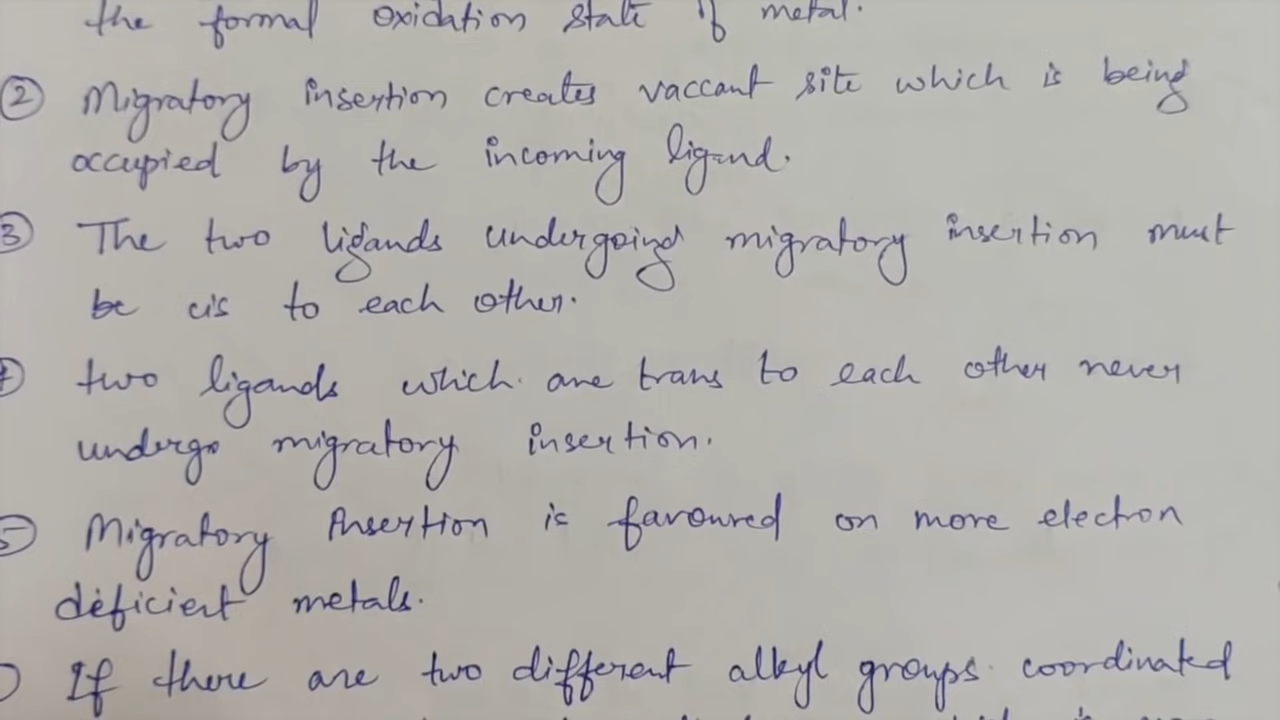 the formal oxidation state of metal.
② Migratory insertion creates vaccant site which is being
occupied by the incoming ligand.
③ The two ligands undergoing migratory insertion must
be cis to each other.
two ligands which are trans to each other never
undergo migratory insertion.
⑤ Migratory Insertion is favoured on more electron
deficient metals.
If there are two different alkyl groups coordinated